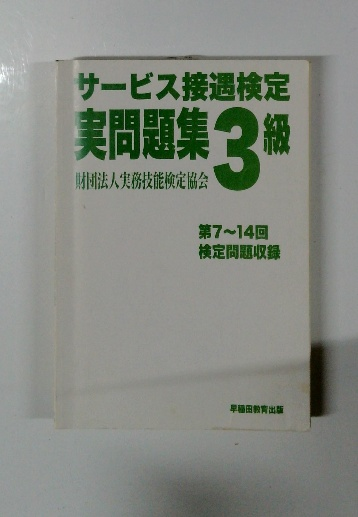 サービス接遇検定
実問題集3級
財団法人実務技能検定協会
第7〜14回
検定問題収録
早稲田教育出版